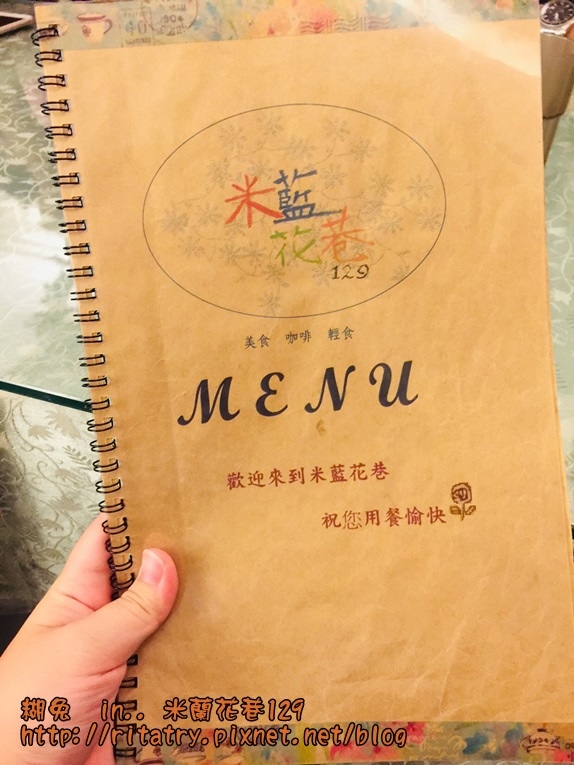 米藍
花巷
129
美食 咖啡 輕食
MENU
歡迎來到米藍花巷
祝您用餐愉快
糊兔 in.. 米蘭花巷129
http://ritatry.pixnet.net/blog